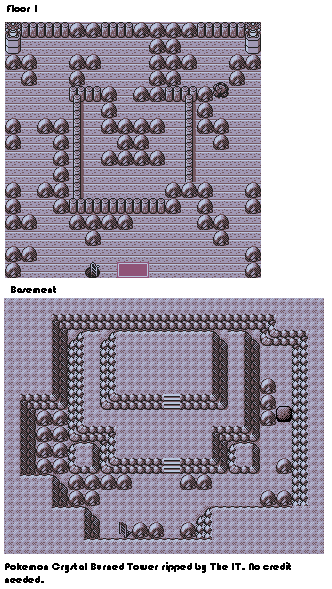 Floor 1
Basement
Pokemon Crystal Burned Tower ripped by The IT. No credit
needed.